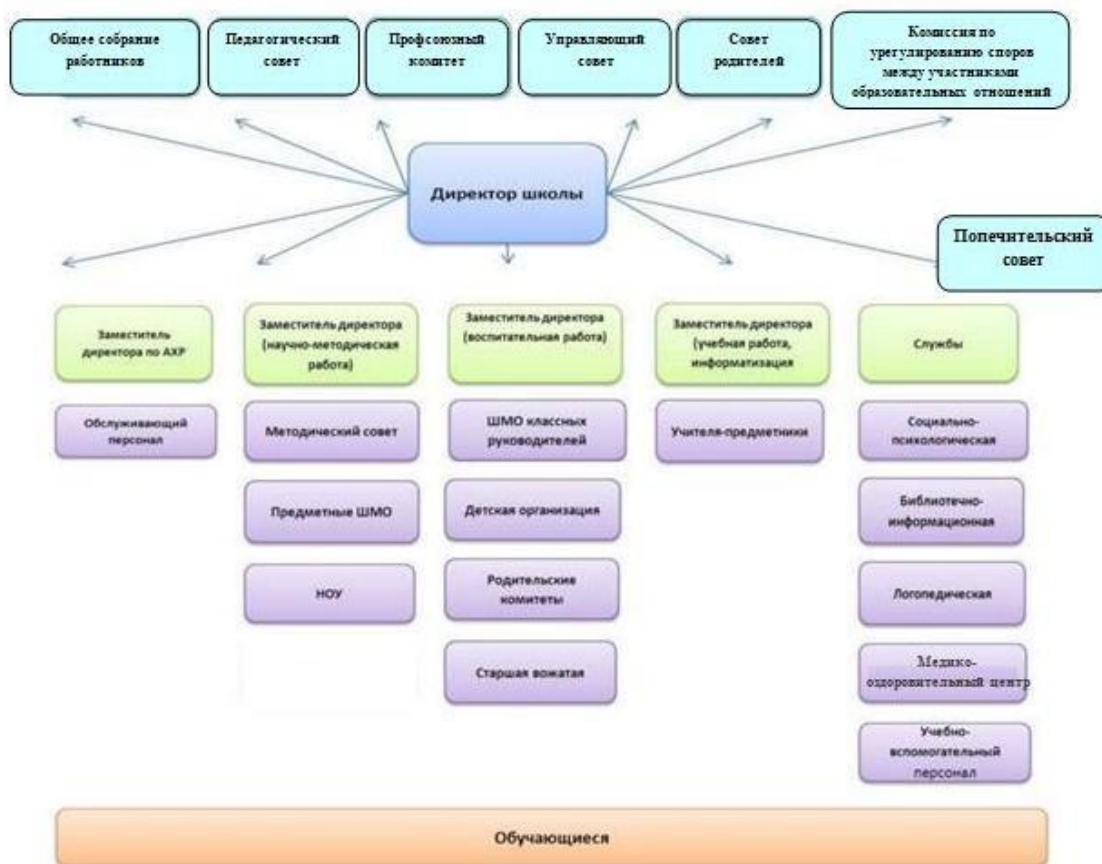 Общее собрание
работников
Педагогический
совет
Профсоюзный
комитет
Управляющий
совет
Совет
родителей
Комиссия по
урегулированию споров
между участниками
образовательных отношений
Директор школы
Попечительский
совет
Заместитель
директора по АХР
Заместитель директора
(научно-методическая
работа)
Заместитель директора
(воспитательная работа)
Заместитель директора
(учебная работа,
информатизация
Службы
Обслуживающий
персонал
Методический совет
Предметные ШМО
НОУ
ШМО классных
руководителей
Детская организация
Родительские
комитеты
Старшая вожатая
Учителя-предметники
Социально-
психологическая
Библиотечно-
информационная
Логопедическая
Медико-
оздоровительный центр
Учебно-
вспомогательный
персонал
Обучающиеся